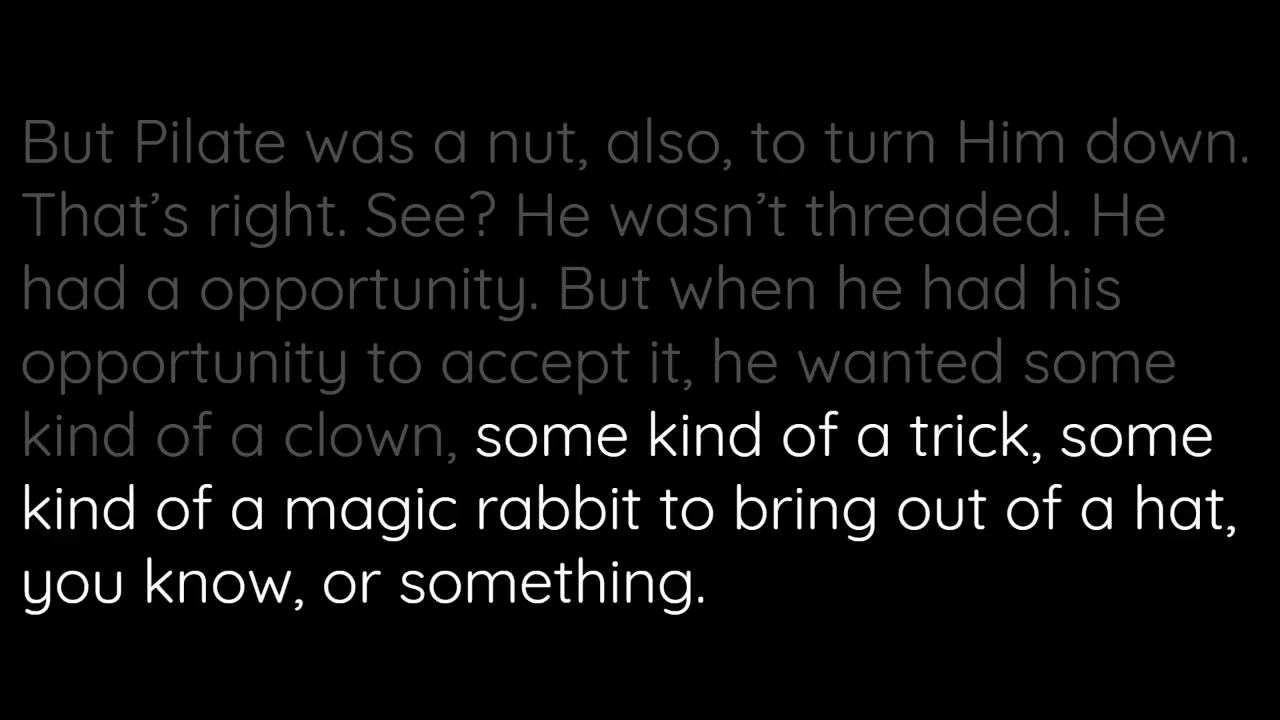 But Pilate was a nut, also, to turn Him down.
That’s right. See? He wasn’t threaded. He
had a opportunity. But when he had his
opportunity to accept it, he wanted some
kind of a clown, some kind of a trick, some
kind of a magic rabbit to bring out of a hat,
you know, or something.